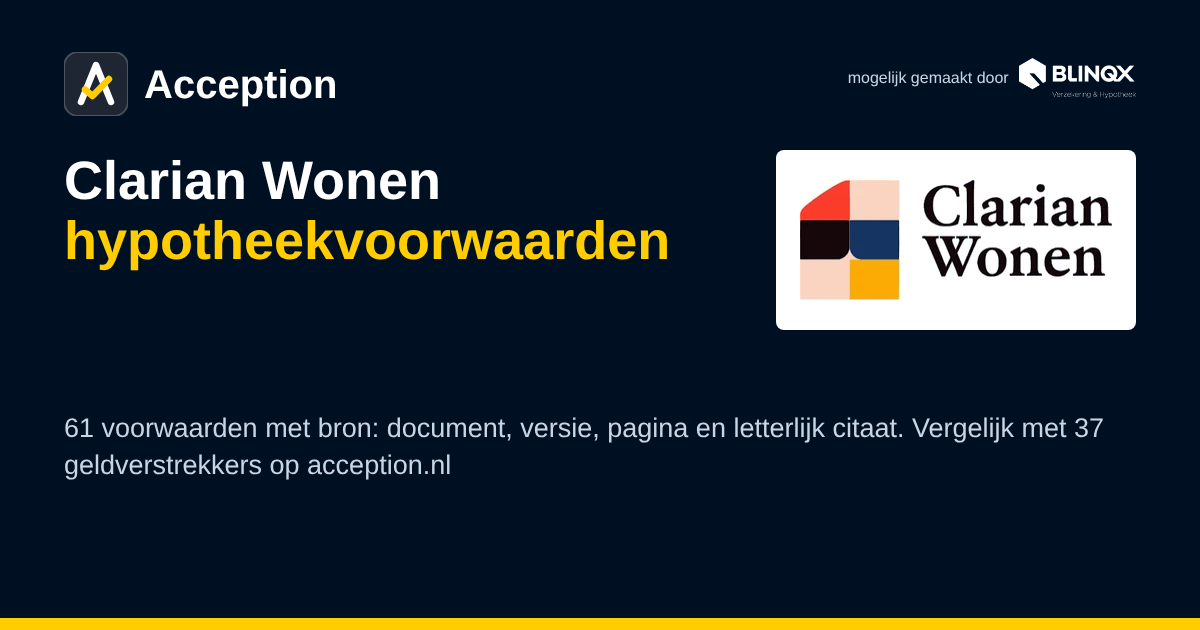 Acception
mogelijk gemaakt door
BLINQX
Verzekering & Hypotheek
Clarian Wonen
hypotheekvoorwaarden
Clarian
Wonen
61 voorwaarden met bron: document, versie, pagina en letterlijk citaat. Vergelijk met 37
geldverstrekkers op acception.nl